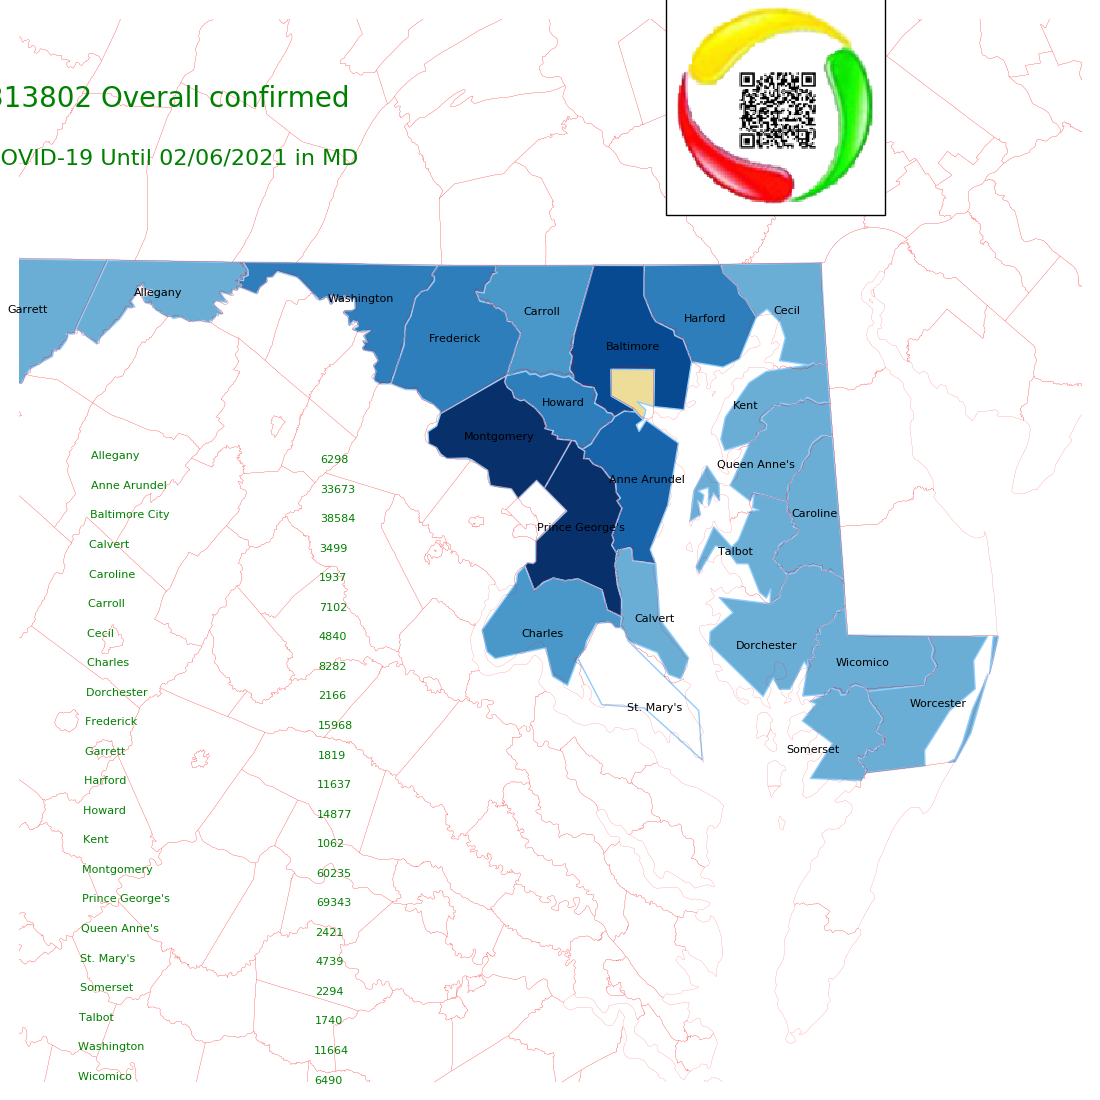 313802 Overall confirmed
OVID-19 Until 02/06/2021 in MD
Garrett
Allegany
Washington
Frederick
Carroll
Baltimore
Harford
Cecil
Howard
Montgomery
Kent
Queen Anne's
Anne Arundel
Caroline
Prince George's
Talbot
Calvert
Charles
Dorchester
Wicomico
St. Mary's
Worcester
Somerset
Allegany 6298
Anne Arundel 33673
Baltimore City 38584
Calvert 3499
Caroline 1937
Carroll 7102
Cecil 4840
Charles 8282
Dorchester 2166
Frederick 15968
Garrett 1819
Harford 11637
Howard 14877
Kent 1062
Montgomery 60235
Prince George's 69343
Queen Anne's 2421
St. Mary's 4739
Somerset 2294
Talbot 1740
Washington 11664
Wicomico 6490